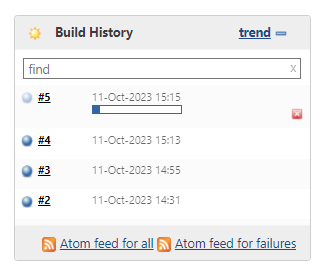 Build History trend
find x
#5 11-Oct-2023 15:15
#4 11-Oct-2023 15:13
#3 11-Oct-2023 14:55
#2 11-Oct-2023 14:31
Atom feed for all Atom feed for failures